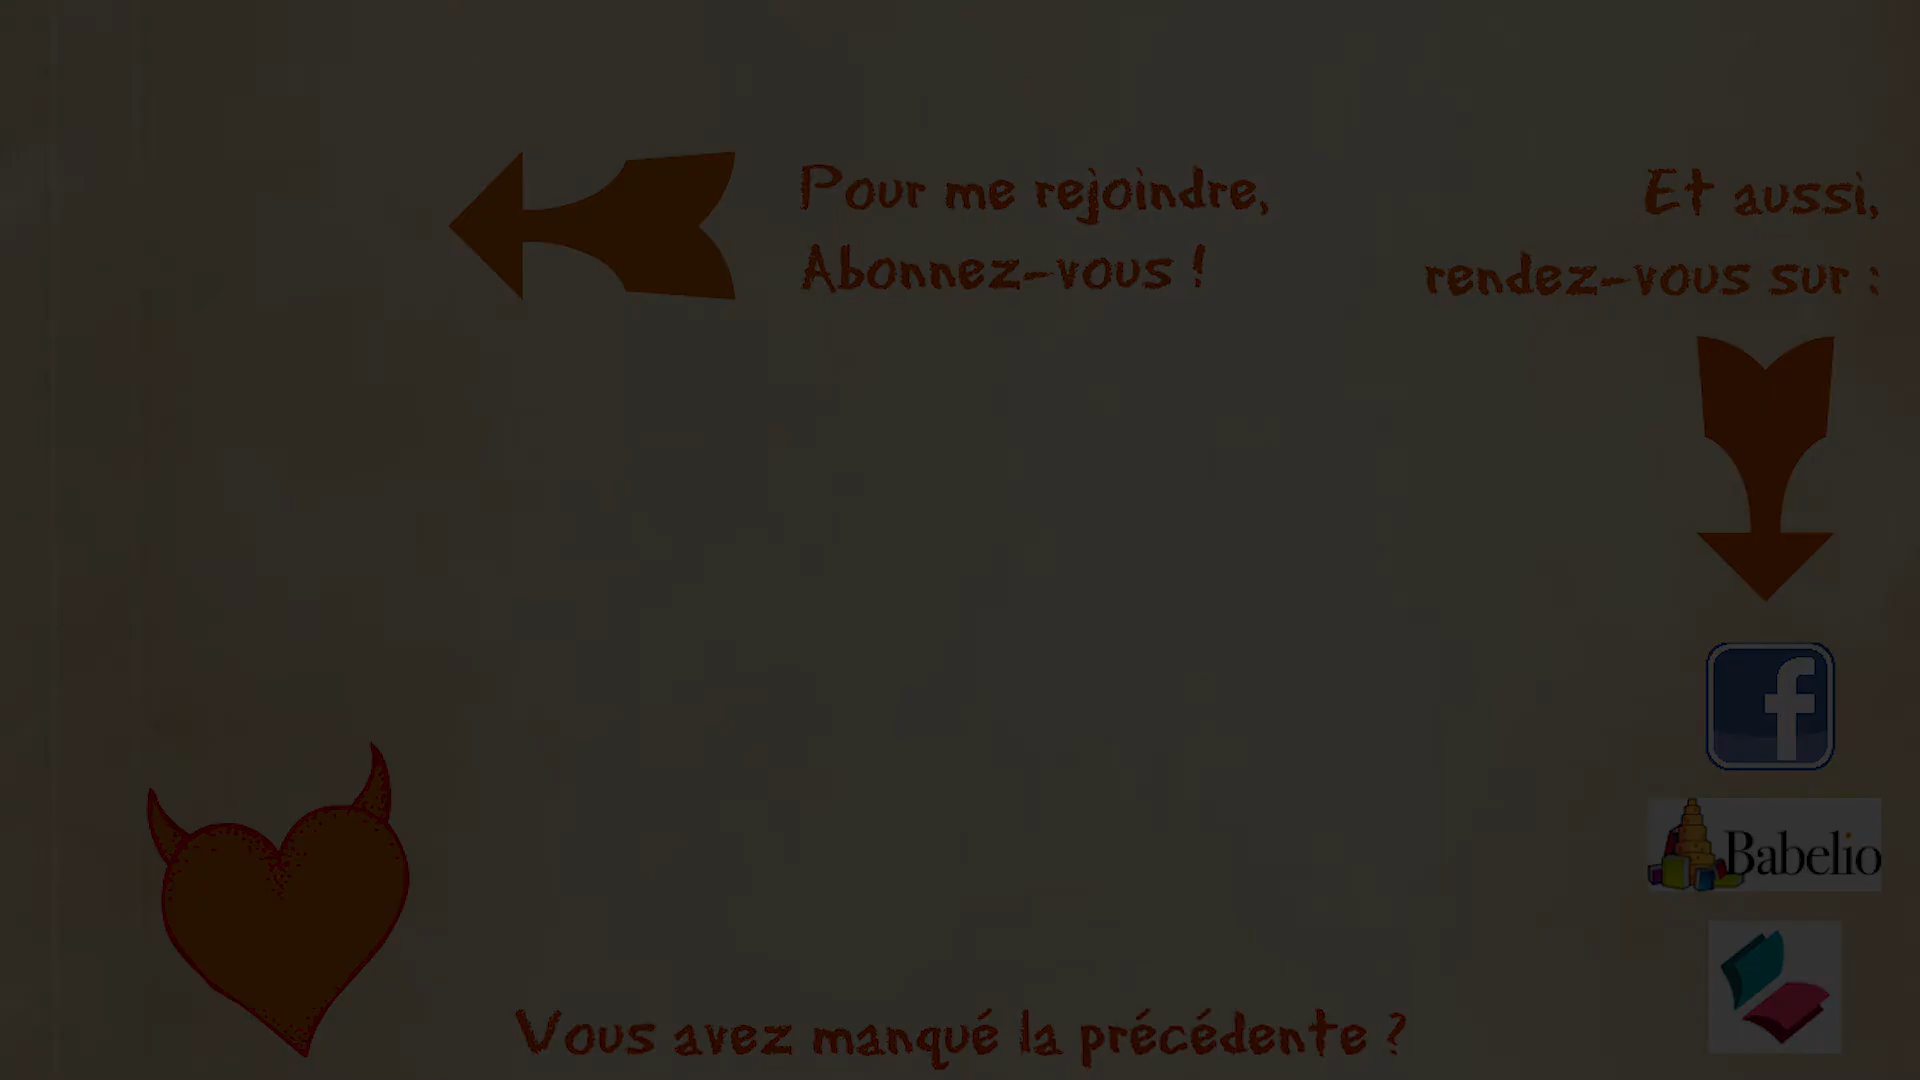 Pour me rejoindre,
Abonnez-vous !
Et aussi,
rendez-vous sur :
f
Babelio
Vous avez manqué la précédente ?